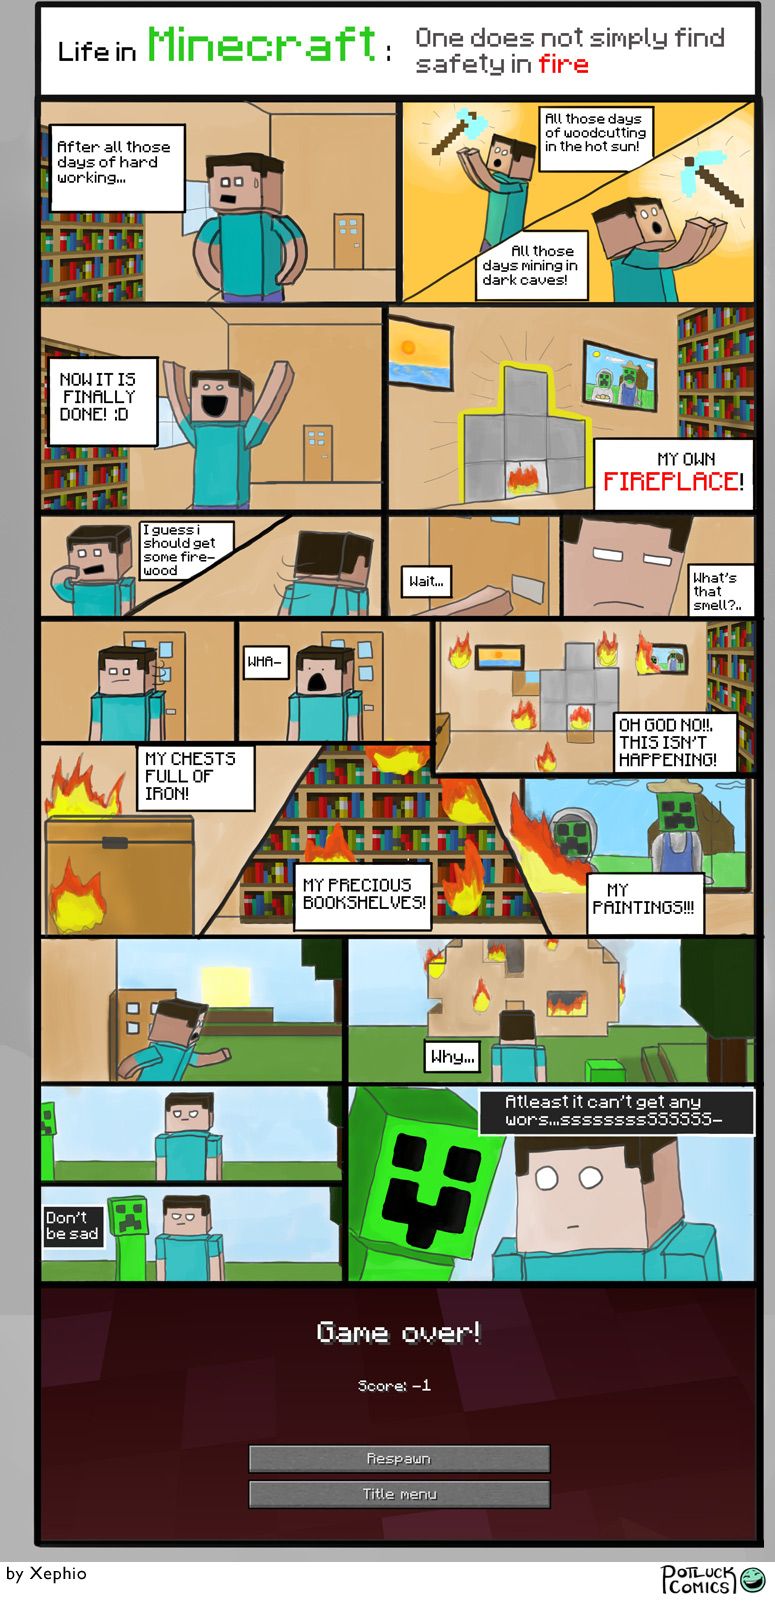 Life in Minecraft :
One does not simply find
safety in fire
After all those
days of hard
working...
All those days
of woodcutting
in the hot sun!
All those
days mining in
dark caves!
NOW IT IS
FINALLY
DONE! :D
MY OWN
FIREPLACE!
I guess i
should get
some fire-
wood
Wait...
What's
that
smell?..
WHA-
OH GOD NO!!.
THIS ISN'T
HAPPENING!
MY CHESTS
FULL OF
IRON!
MY PRECIOUS
BOOKSHELVES!
MY
PAINTINGS!!!
Why...
Don't
be sad
Atleast it can't get any
wors...ssssssssSSSSSS-
Game over!
Score: -1
Respawn
Title menu
by Xephio
POTLUCK
COMICS